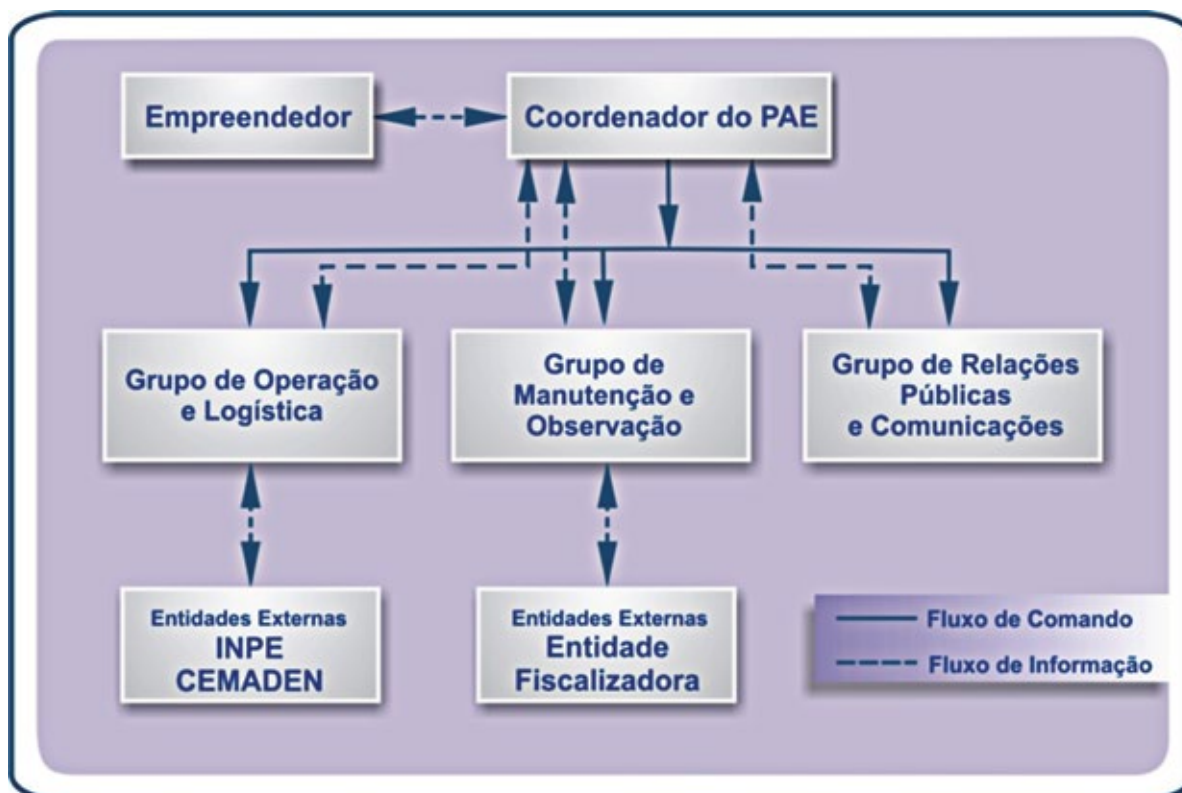 Empreendedor
Coordenador do PAE
Grupo de Operação
e Logística
Grupo de
Manutenção e
Observação
Grupo de Relações
Públicas
e Comunicações
Entidades Externas
INPE
CEMADEN
Entidades Externas
Entidade
Fiscalizadora
Fluxo de Comando
Fluxo de Informação